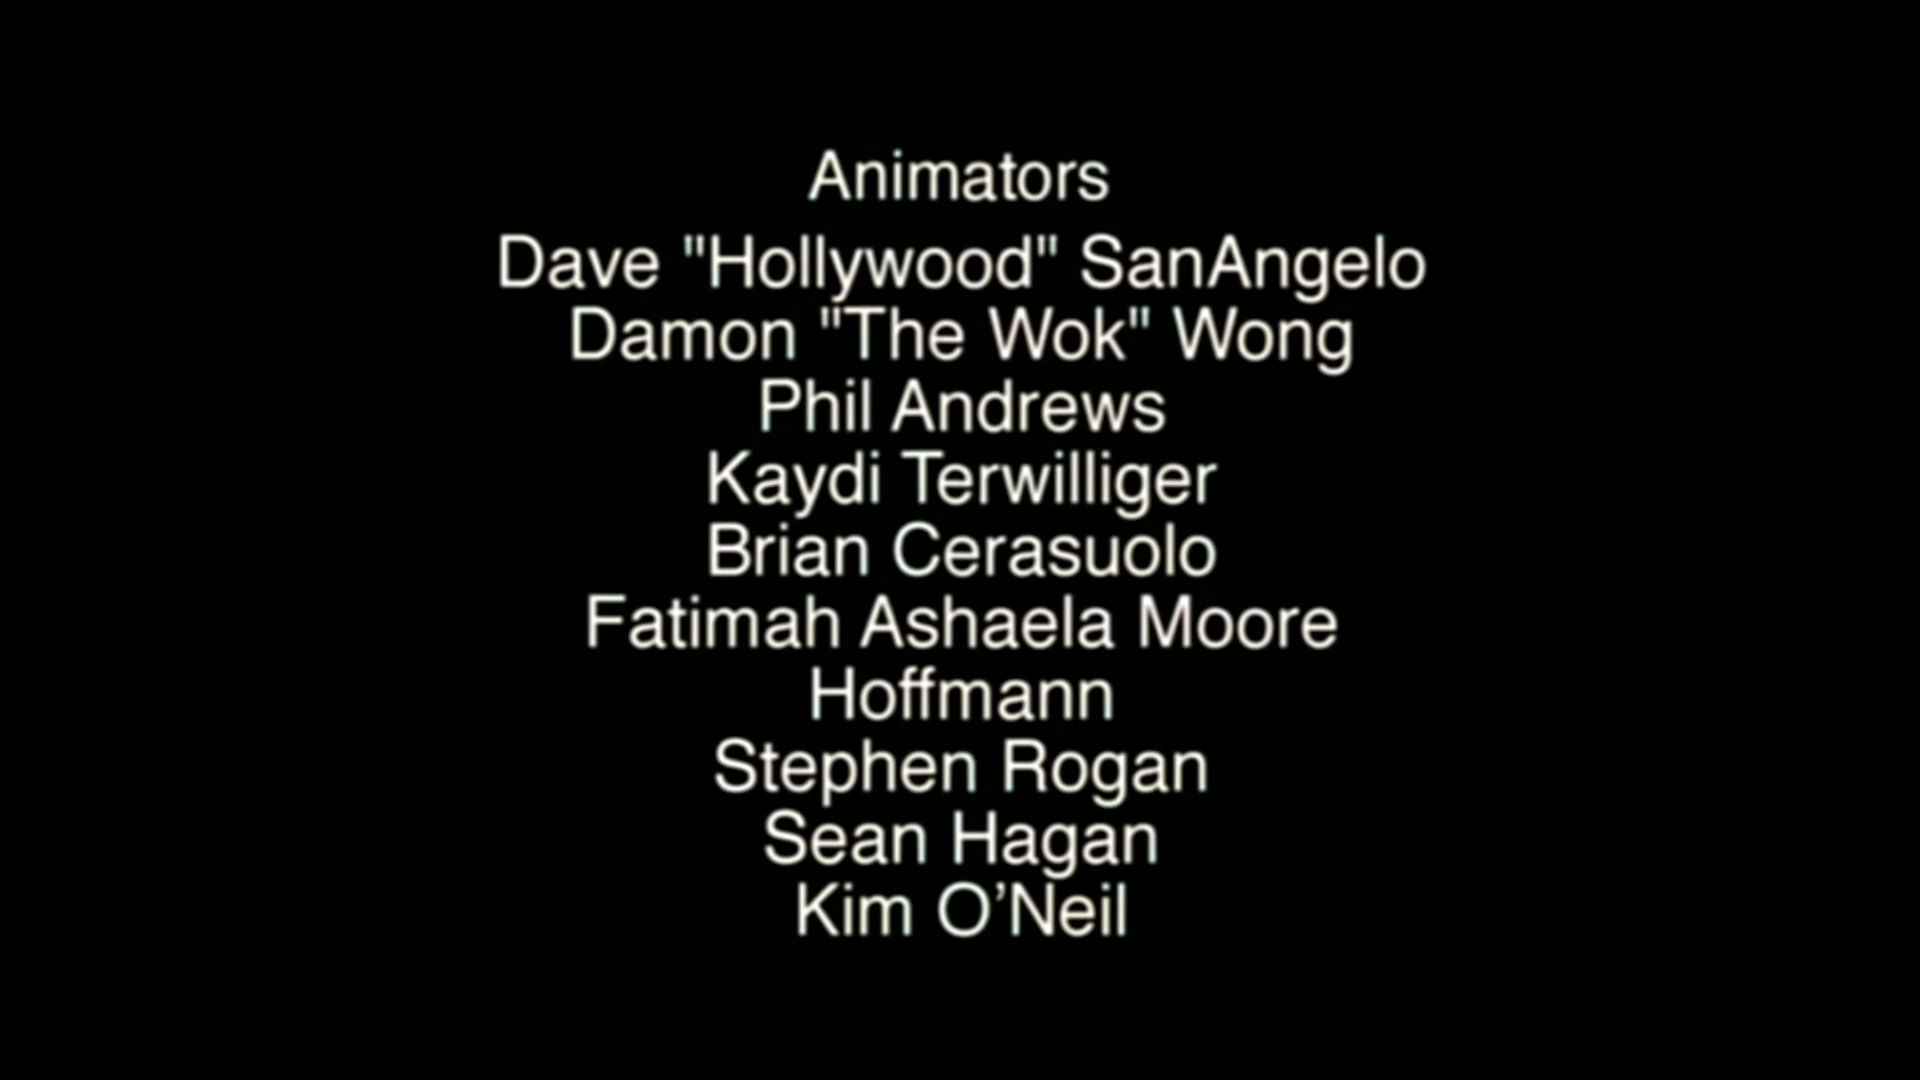 Animators
Dave "Hollywood" SanAngelo
Damon "The Wok" Wong
Phil Andrews
Kaydi Terwilliger
Brian Cerasuolo
Fatimah Ashaela Moore
Hoffmann
Stephen Rogan
Sean Hagan
Kim O’Neil